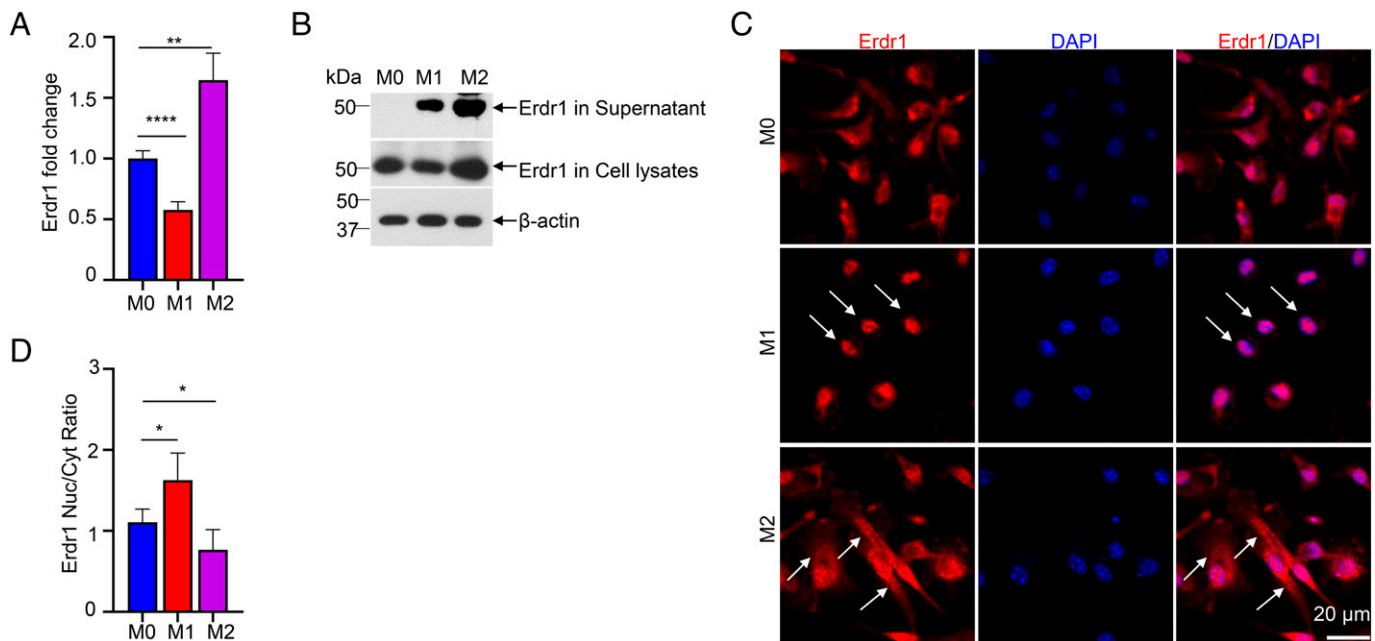 A
Erdr1 fold change
2.0
1.5
1.0
0.5
0
**
****
M0 M1 M2
B
kDa M0 M1 M2
50 Erdr1 in Supernatant
50 Erdr1 in Cell lysates
50
37 β-actin
C
Erdr1 DAPI Erdr1/DAPI
M0
M1
M2
20 μm
D
Erdr1 Nuc/Cyt Ratio
3
2
1
0
*
*
M0 M1 M2